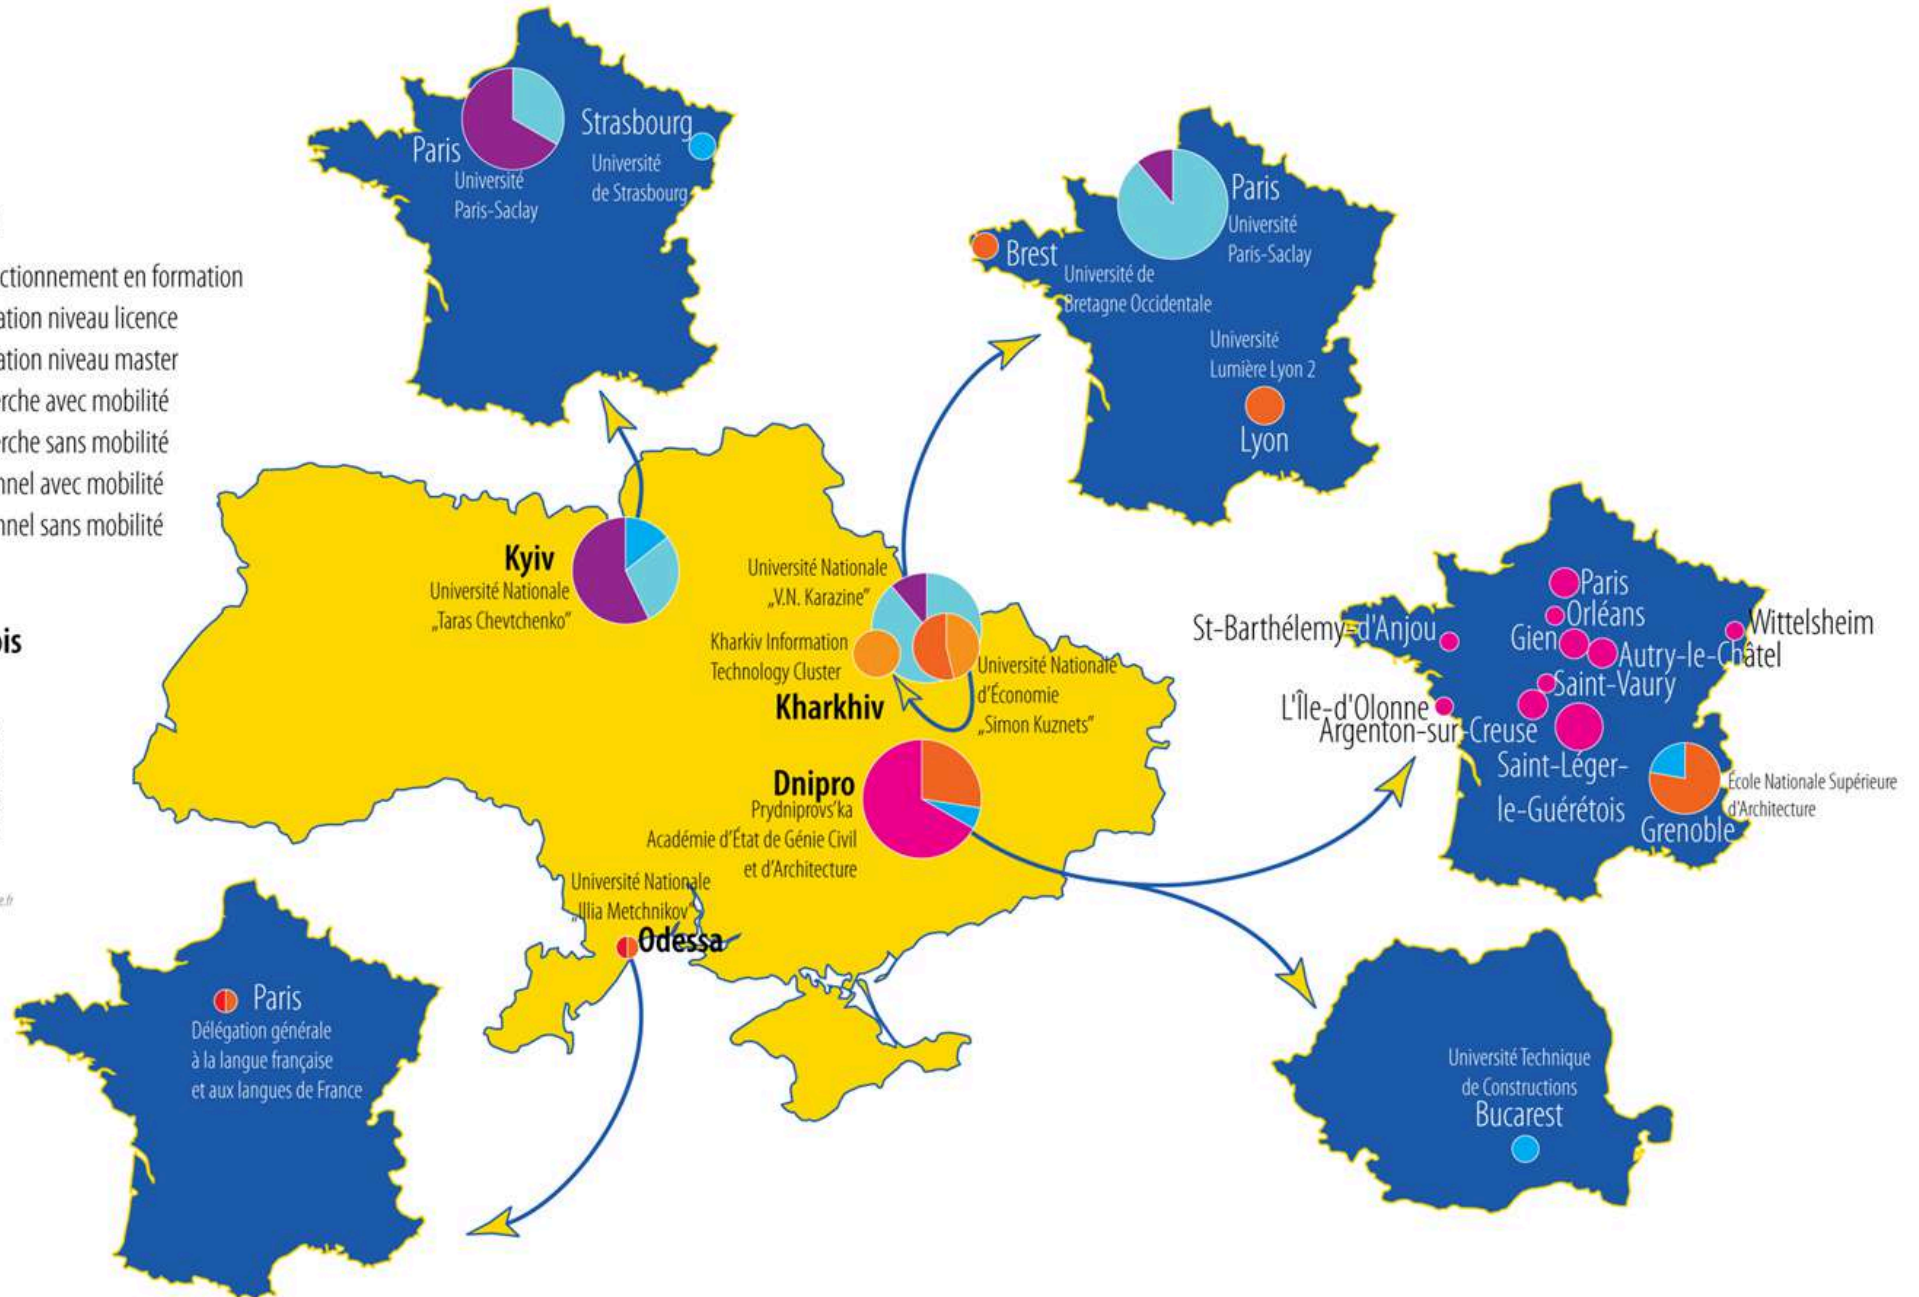 ctionnement en formation
ation niveau licence
ation niveau master
erche avec mobilité
erche sans mobilité
nnel avec mobilité
nnel sans mobilité
ois
Paris
Université
Paris-Saclay
Strasbourg
Université
de Strasbourg
Paris
Université
Paris-Saclay
Brest
Université de
Bretagne Occidentale
Université
Lumière Lyon 2
Lyon
Kyiv
Université Nationale
„Taras Chevtchenko”
Université Nationale
„V.N. Karazine”
Kharkiv Information
Technology Cluster
Kharkhiv
Université Nationale
d'Économie
„Simon Kuznets”
Dnipro
Prydniprovs'ka
Académie d'État de Génie Civil
et d'Architecture
Université Nationale
„Illia Metchnikov”
Odessa
Paris
Orléans
St-Barthélemy-d'Anjou
Gien
Wittelsheim
Autry-le-Châtel
Saint-Vaury
L'Île-d'Olonne
Argenton-sur-Creuse
Saint-Léger-
le-Guérétois
École Nationale Supérieure
d'Architecture
Grenoble
Paris
Délégation générale
à la langue française
et aux langues de France
Université Technique
de Constructions
Bucarest